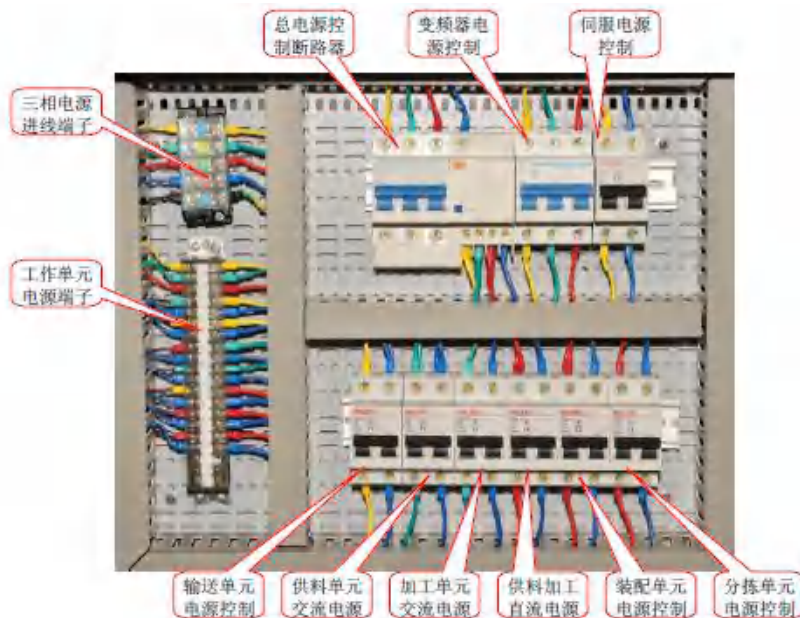 总电源控
制断路器
变频器电
源控制
伺服电源
控制
三相电源
进线端子
工作单元
电源端子
输送单元
电源控制
供料单元
交流电源
加工单元
交流电源
供料加工
直流电源
装配单元
电源控制
分拣单元
电源控制